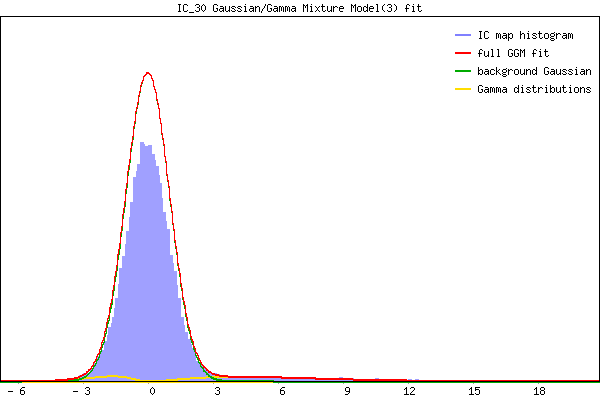 IC_30 Gaussian/Gamma Mixture Model(3) fit
IC map histogram
full GGM fit
background Gaussian
Gamma distributions
-6 -3 0 3 6 9 12 15 18